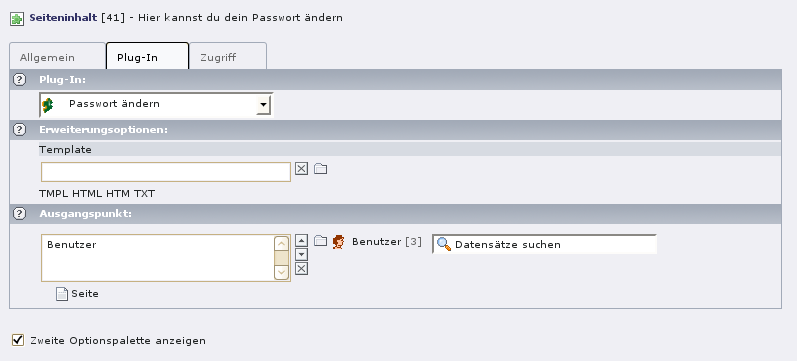 Seiteninhalt [41] - Hier kannst du dein Passwort ändern
Allgemein Plug-In Zugriff
? Plug-In:
Passwort ändern
? Erweiterungsoptionen:
Template
TMPL HTML HTM TXT
? Ausgangspunkt:
Benutzer Benutzer [3] Datensätze suchen
Seite
Zweite Optionspalette anzeigen